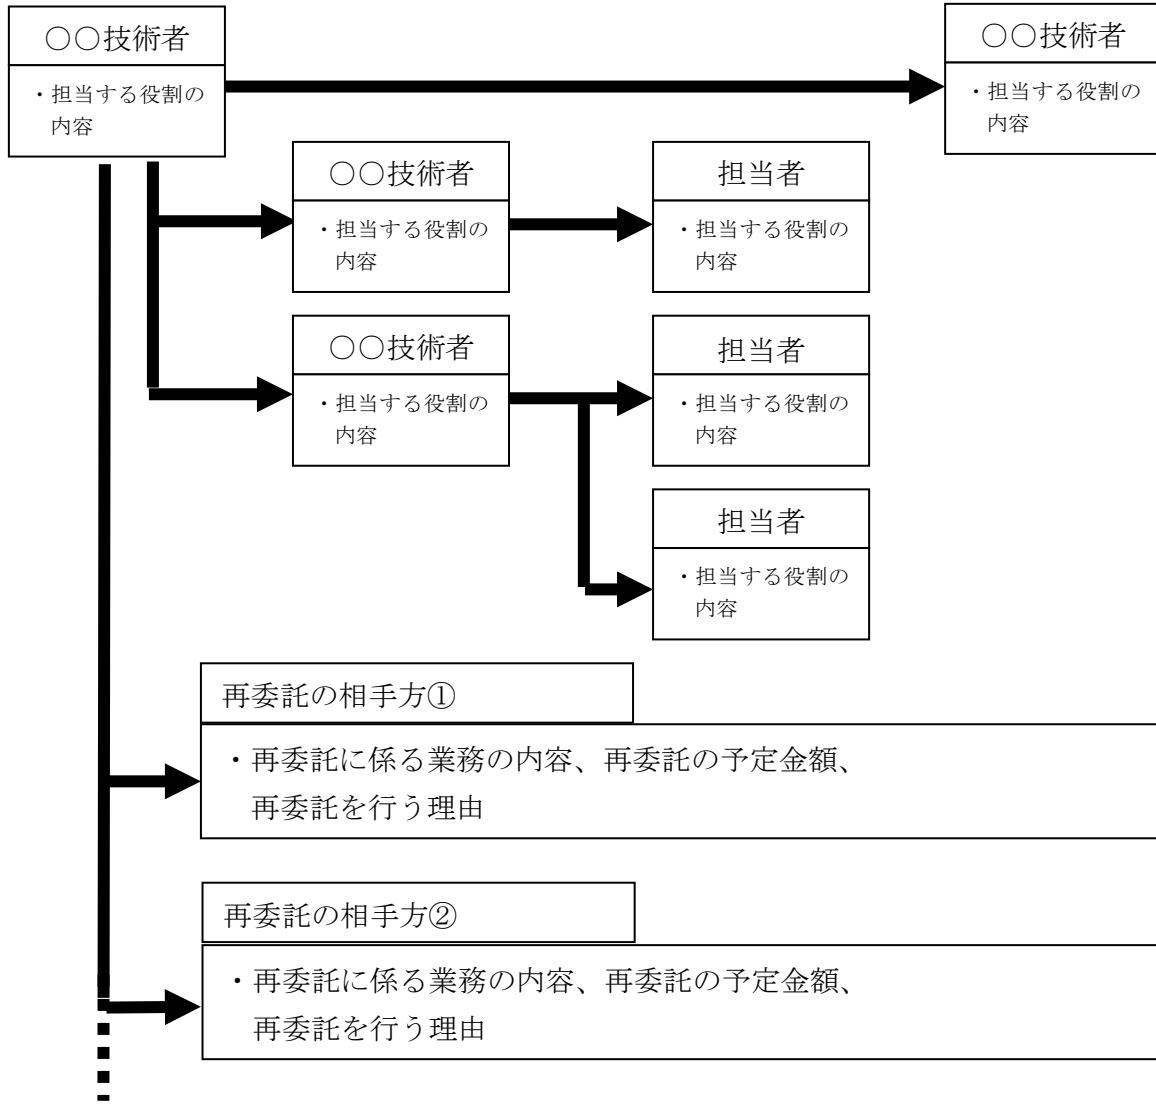 ○○技術者
・担当する役割の
内容
○○技術者
・担当する役割の
内容
○○技術者
・担当する役割の
内容
担当者
・担当する役割の
内容
○○技術者
・担当する役割の
内容
担当者
・担当する役割の
内容
担当者
・担当する役割の
内容
再委託の相手方①
・再委託に係る業務の内容、再委託の予定金額、
再委託を行う理由
再委託の相手方②
・再委託に係る業務の内容、再委託の予定金額、
再委託を行う理由